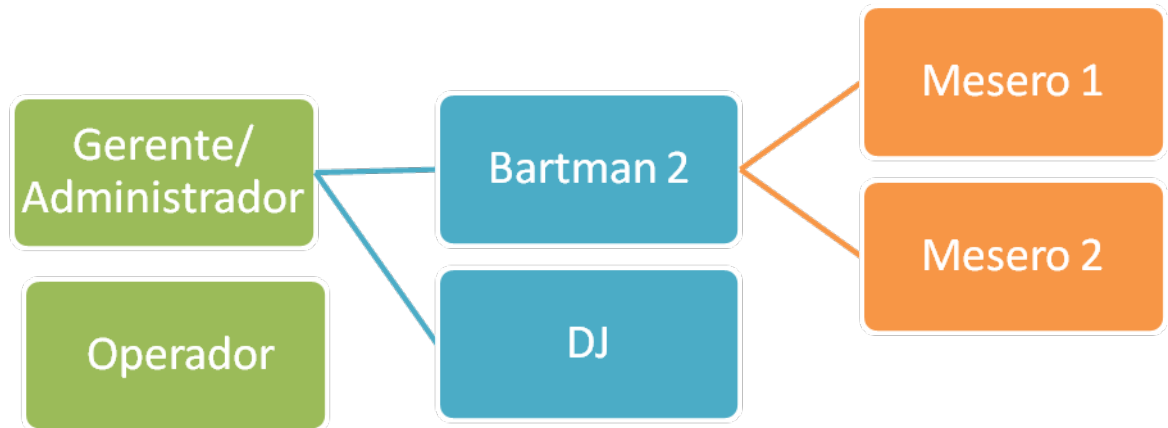 Gerente/
Administrador
Operador
Bartman 2
DJ
Mesero 1
Mesero 2